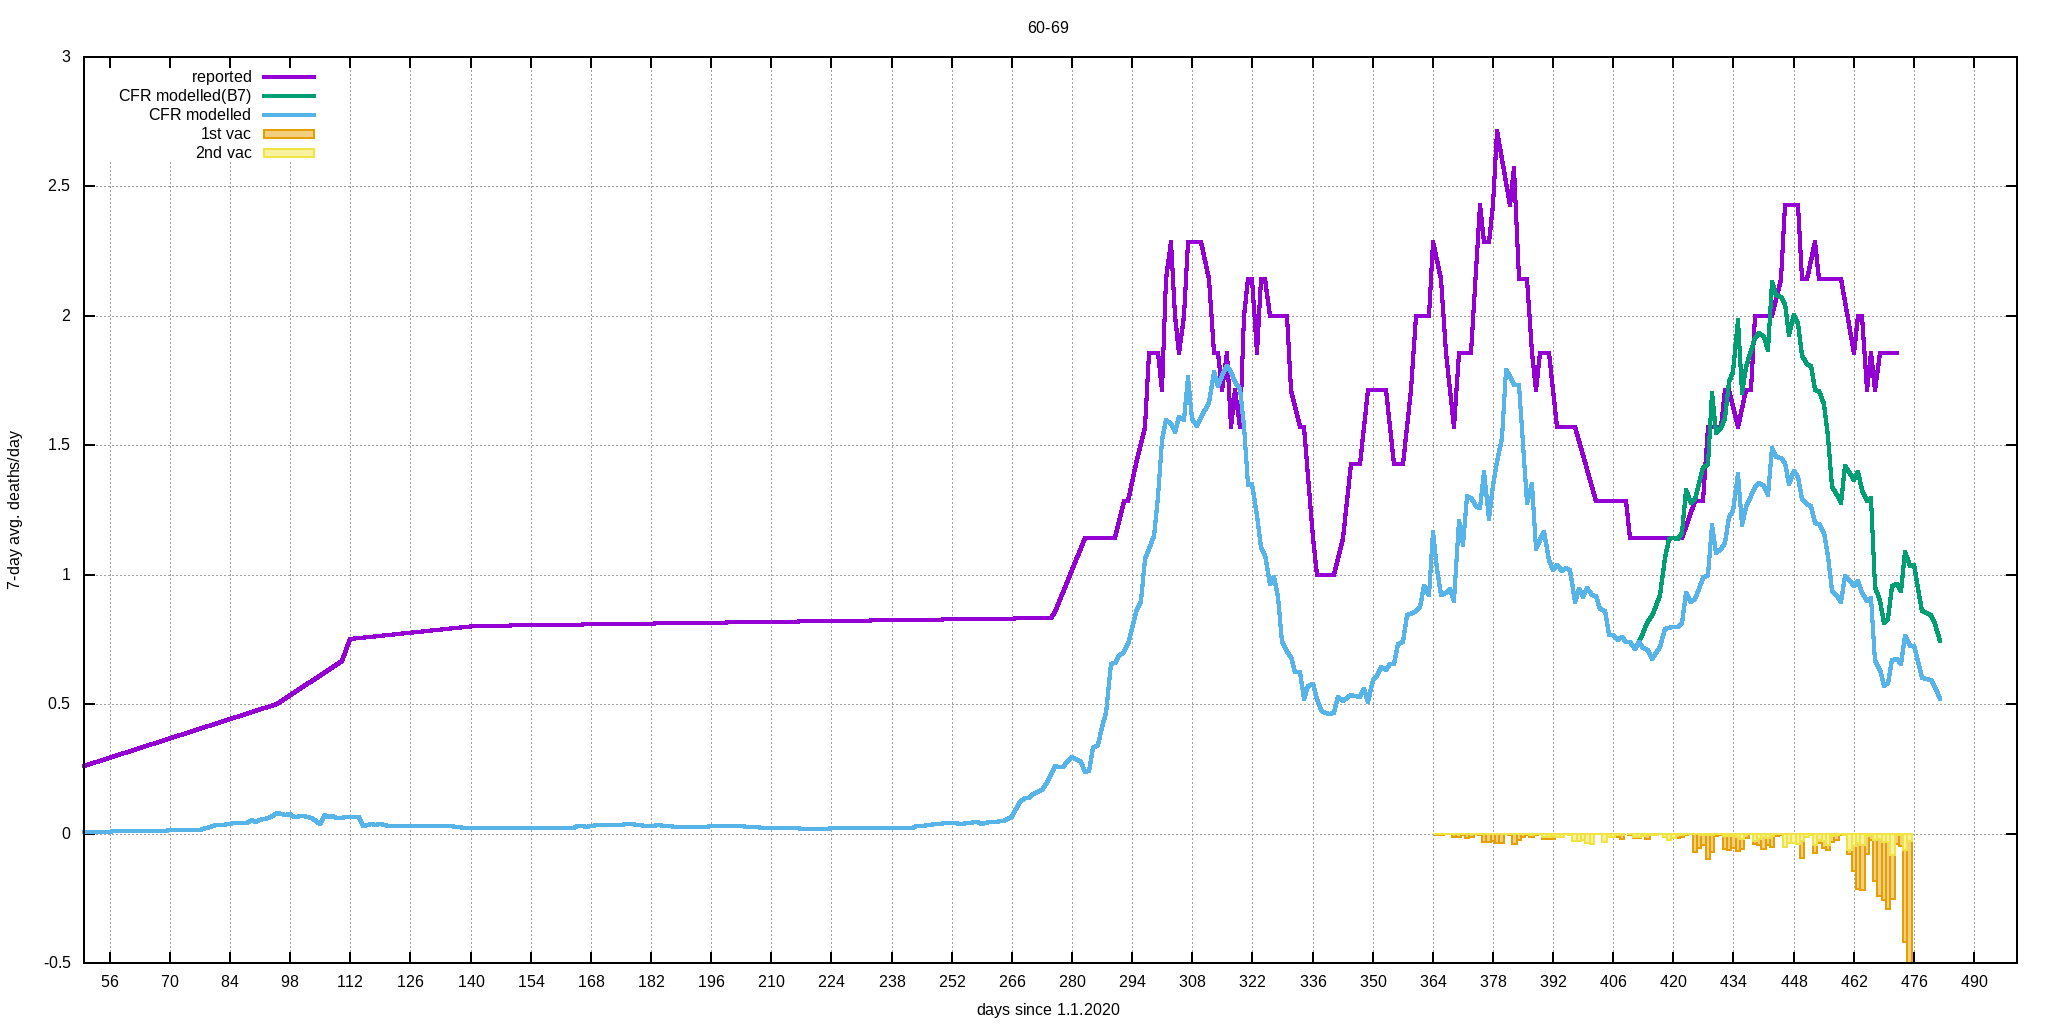 60-69
reported
CFR modelled(B7)
CFR modelled
1st vac
2nd vac
3
2.5
2
1.5
1
0.5
0
-0.5
7-day avg. deaths/day
56 70 84 98 112 126 140 154 168 182 196 210 224 238 252 266 280 294 308 322 336 350 364 378 392 406 420 434 448 462 476 490
days since 1.1.2020